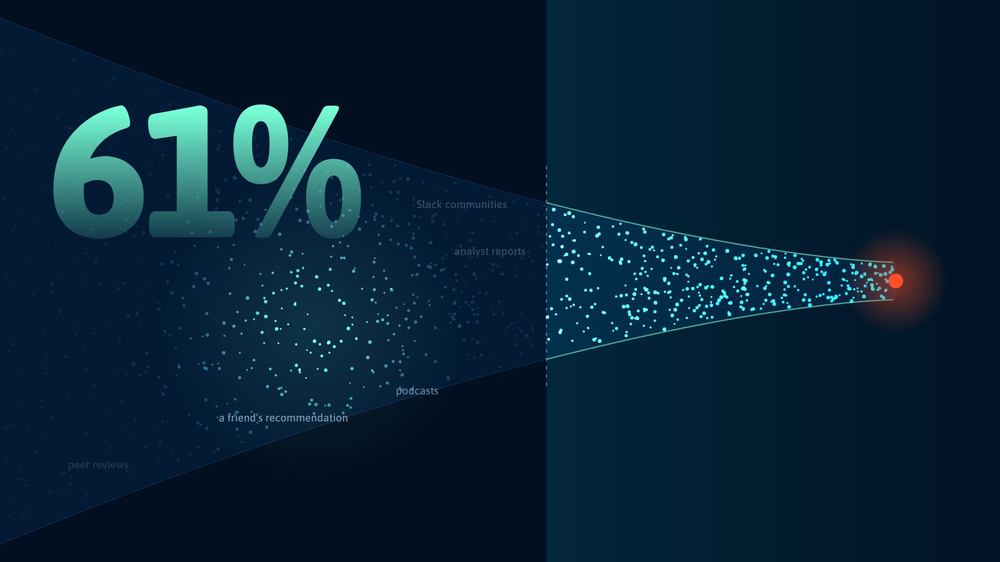 61%
Slack communities
analyst reports
podcasts
a friend’s recommendation
peer reviews